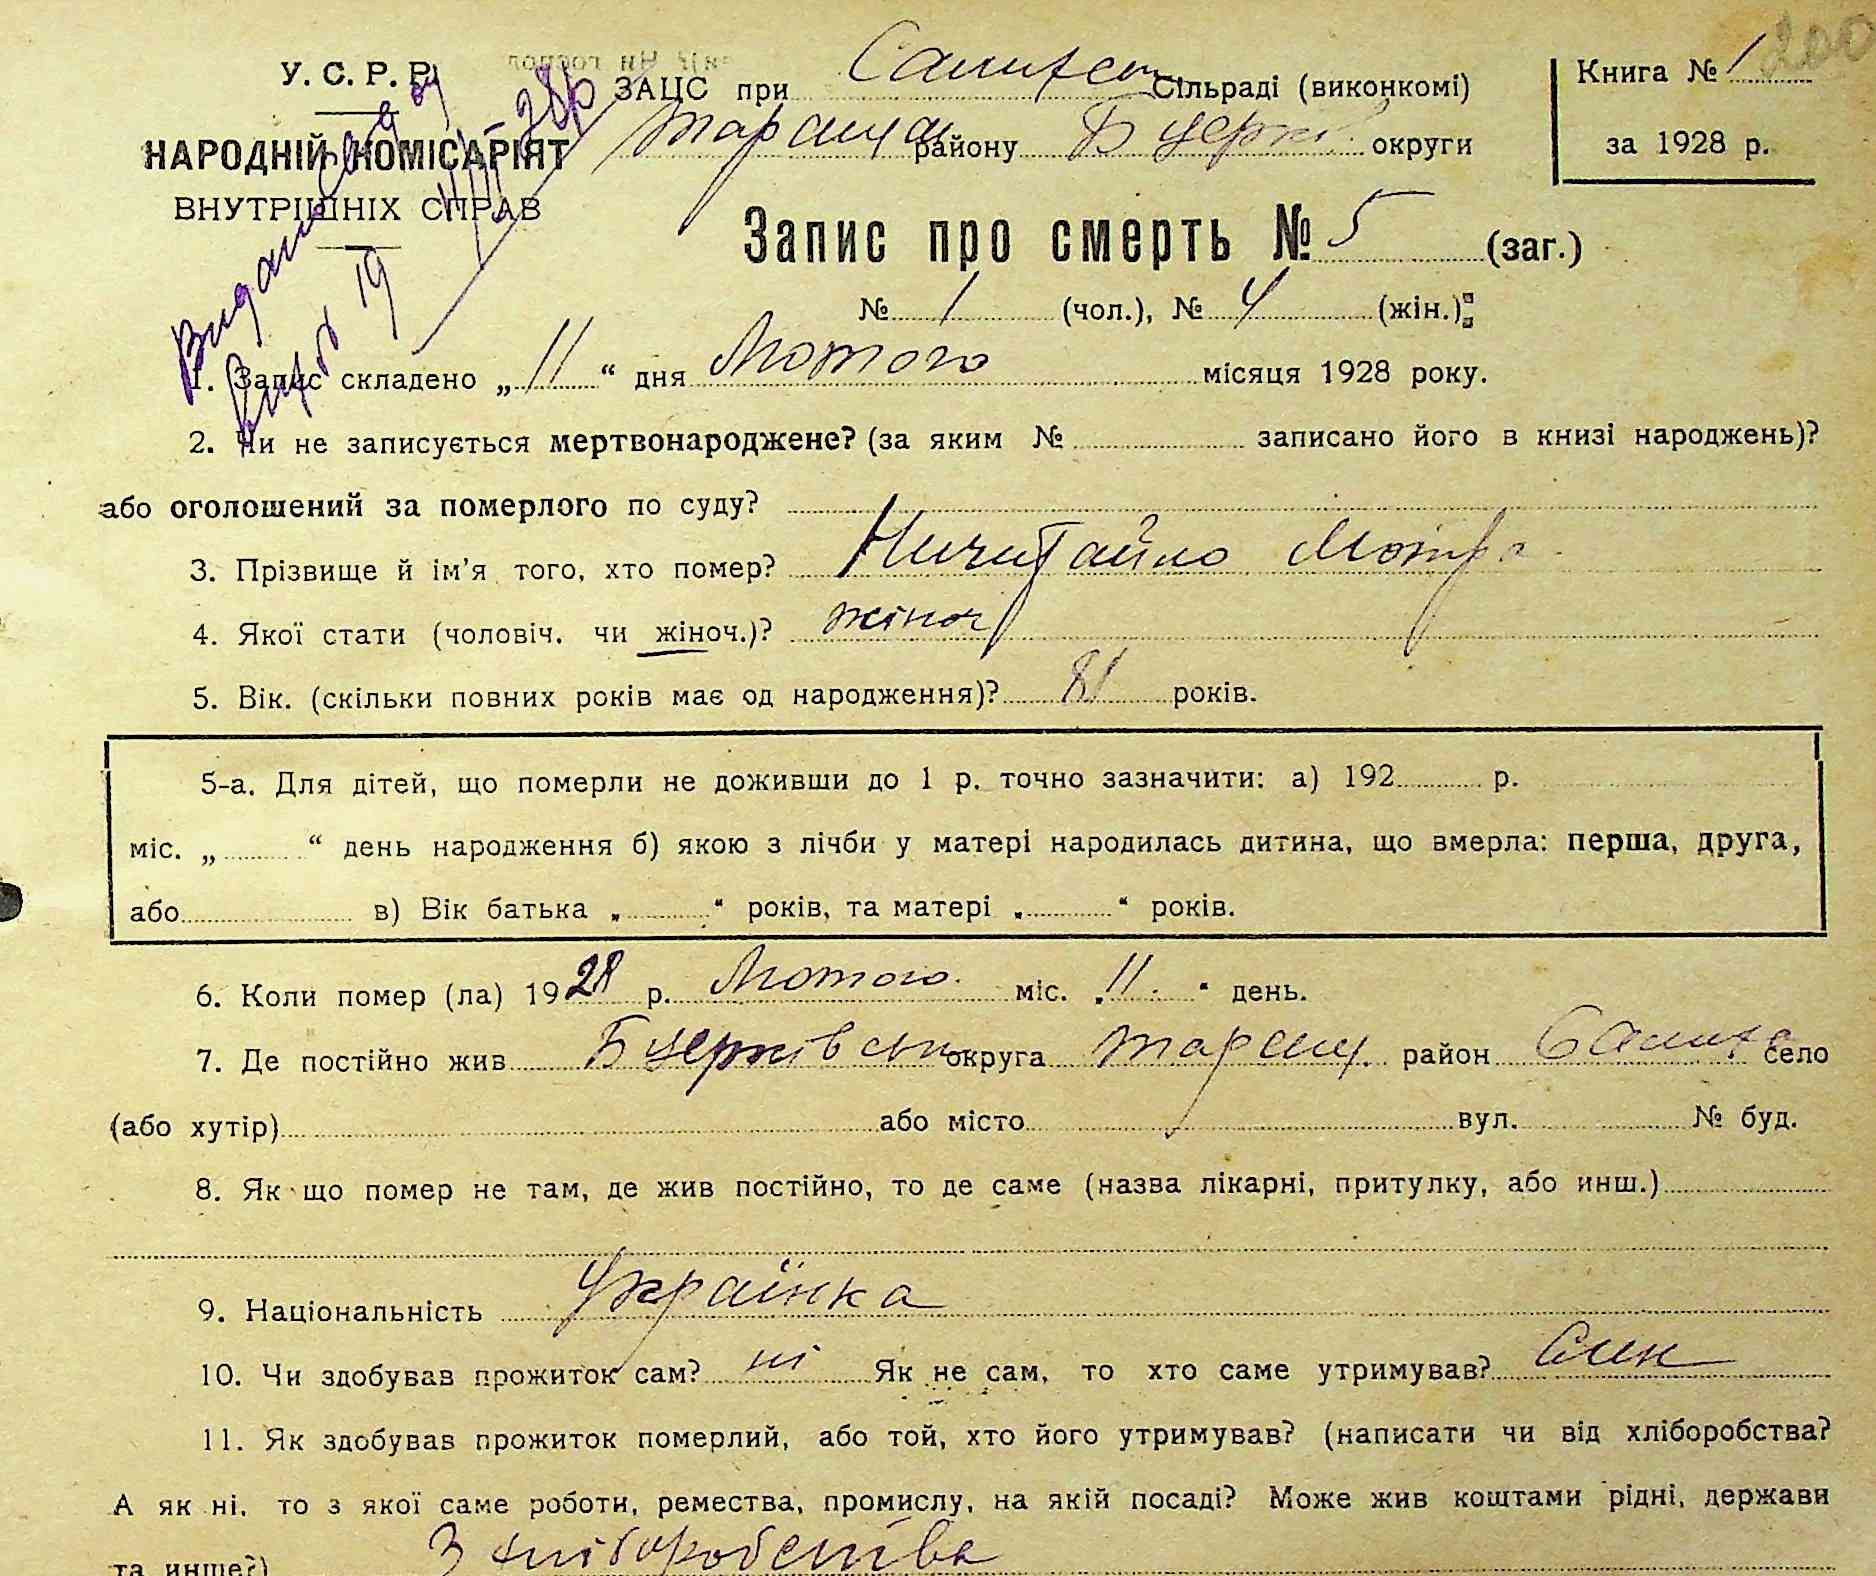 200
У. С. Р. Р. ЗАЦС при Сільраді (виконкомі) Книга № 1
НАРОДНІЙ КОМІСАРІЯТ Таращан району Б церків округи за 1928 р.
ВНУТРІШНІХ СПРАВ
Запис про смерть № 5 (заг.)
№ 1 (чол.), № 4 (жін.):
1. Запис складено „11“ дня Лютого місяця 1928 року.
2. Чи не записується мертвонароджене? (за яким № записано його в книзі народжень)?
або оголошений за померлого по суду?
3. Прізвище й ім’я того, хто помер? Ничитайло Мотря
4. Якої стати (чоловіч. чи жіноч.)? жіноч
5. Вік. (скільки повних років має од народження)? 81 років.
5-а. Для дітей, що померли не доживши до 1 р. точно зазначити: а) 192 р.
міс. „ “ день народження б) якою з лічби у матері народилась дитина, що вмерла: перша, друга,
або в) Вік батька „ “ років, та матері „ “ років.
6. Коли помер (ла) 1928 р. Лютого міс. „11“ день.
7. Де постійно жив Б церківськ округа Таращ. район село
(або хутір) або місто вул. № буд.
8. Як що помер не там, де жив постійно, то де саме (назва лікарні, притулку, або инш.)
9. Національність Українка
10. Чи здобував прожиток сам? ні Як не сам, то хто саме утримував? Син
11. Як здобував прожиток померлий, або той, хто його утримував? (написати чи від хліборобства?
А як ні, то з якої саме роботи, ремества, промислу, на якій посаді? Може жив коштами рідні, держави
та инше?) З хліборобства